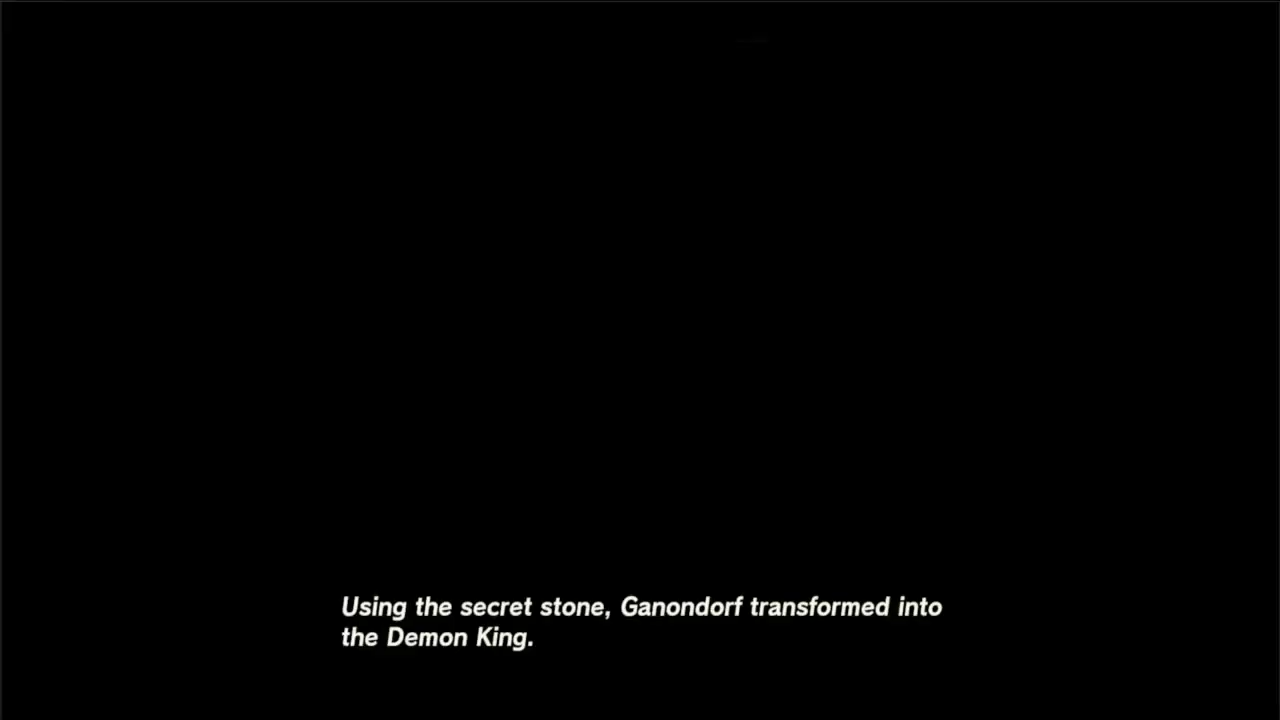 Using the secret stone, Ganondorf transformed into
the Demon King.